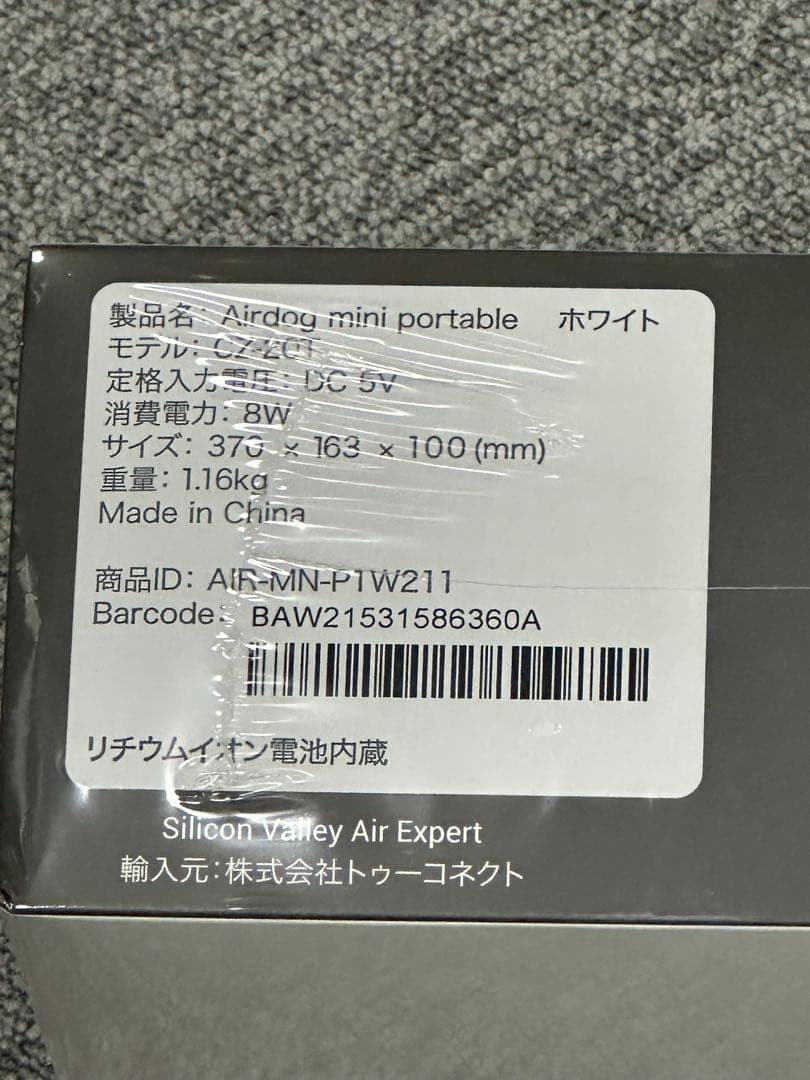 製品名: Airdog mini portable ホワイト
モデル: CZ-20T
定格入力電圧: DC 5V
消費電力: 8W
サイズ: 370 × 163 × 100 (mm)
重量: 1.16kg
Made in China
商品ID: AIR-MN-P1W211
Barcode: BAW21531586360A
リチウムイオン電池内蔵
Silicon Valley Air Expert
輸入元:株式会社トゥーコネクト